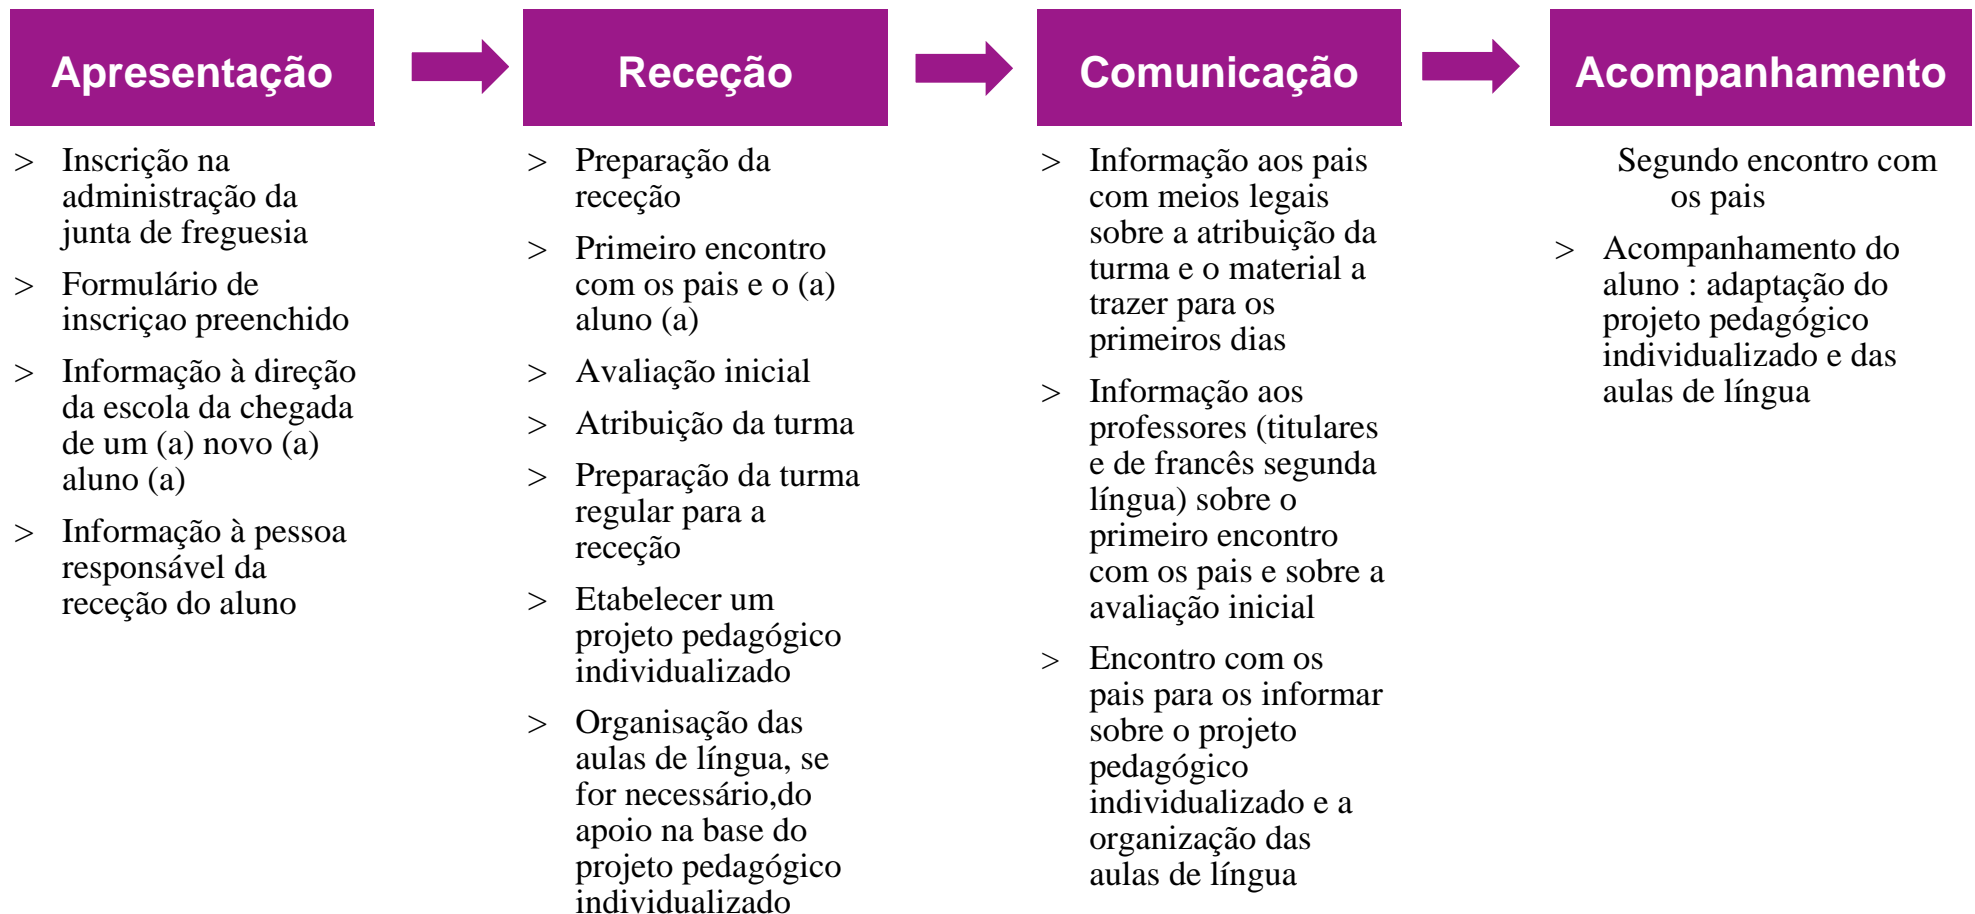 Apresentação
> Inscrição na
administração da
junta de freguesia
> Formulário de
inscriçao preenchido
> Informação à direção
da escola da chegada
de um (a) novo (a)
aluno (a)
> Informação à pessoa
responsável da
receção do aluno
Receção
> Preparação da
receção
> Primeiro encontro
com os pais e o (a)
aluno (a)
> Avaliação inicial
> Atribuição da turma
> Preparação da turma
regular para a
receção
> Etabelecer um
projeto pedagógico
individualizado
> Organisação das
aulas de língua, se
for necessário,do
apoio na base do
projeto pedagógico
individualizado
Comunicação
> Informação aos pais
com meios legais
sobre a atribuição da
turma e o material a
trazer para os
primeiros dias
> Informação aos
professores (titulares
e de francês segunda
língua) sobre o
primeiro encontro
com os pais e sobre a
avaliação inicial
> Encontro com os
pais para os informar
sobre o projeto
pedagógico
individualizado e a
organização das
aulas de língua
Acompanhamento
Segundo encontro com
os pais
> Acompanhamento do
aluno : adaptação do
projeto pedagógico
individualizado e das
aulas de língua